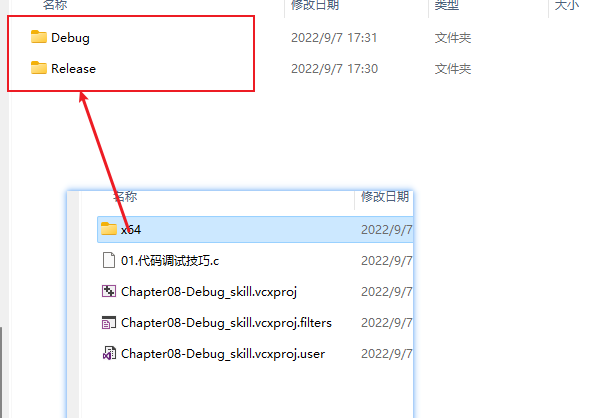 名称 修改日期 类型 大小
Debug 2022/9/7 17:31 文件夹
Release 2022/9/7 17:30 文件夹
名称 修改日期
x64 2022/9/7
01.代码调试技巧.c 2022/9/7
Chapter08-Debug_skill.vcxproj 2022/9/7
Chapter08-Debug_skill.vcxproj.filters 2022/9/7
Chapter08-Debug_skill.vcxproj.user 2022/9/7